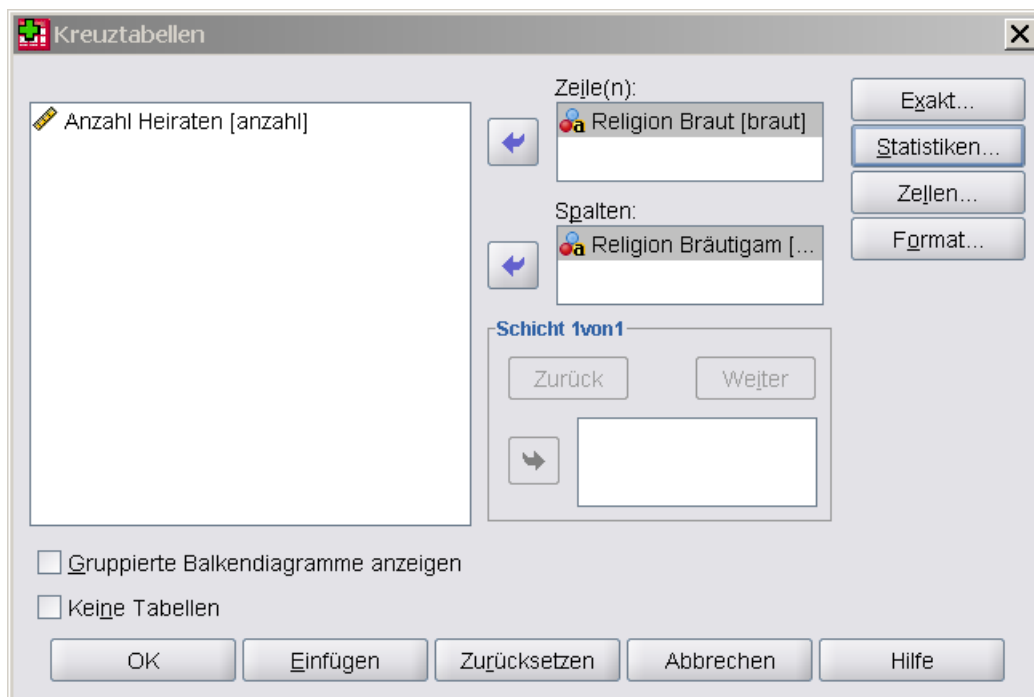 Kreuztabellen
Anzahl Heiraten [anzahl]
Zeile(n):
a Religion Braut [braut]
Spalten:
a Religion Bräutigam [...
Schicht 1von1
Zurück
Weiter
Exakt...
Statistiken...
Zellen...
Format...
Gruppierte Balkendiagramme anzeigen
Keine Tabellen
OK
Einfügen
Zurücksetzen
Abbrechen
Hilfe